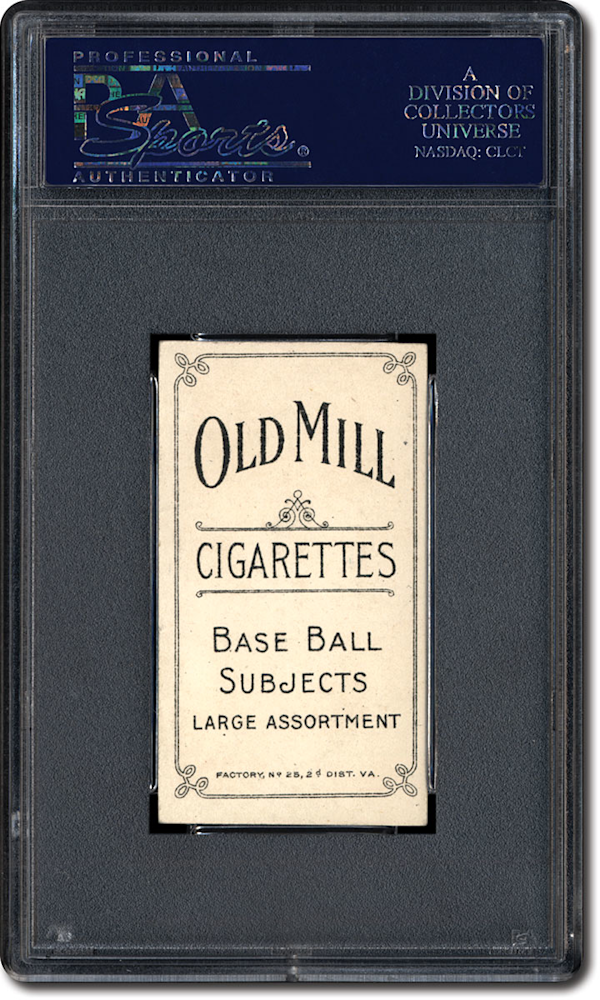 PROFESSIONAL
PSA
Sports®
AUTHENTICATOR
A
DIVISION OF
COLLECTORS
UNIVERSE
NASDAQ: CLCT
OLD MILL
CIGARETTES
BASE BALL
SUBJECTS
LARGE ASSORTMENT
FACTORY, Nº 25, 2ᵈ DIST. VA.